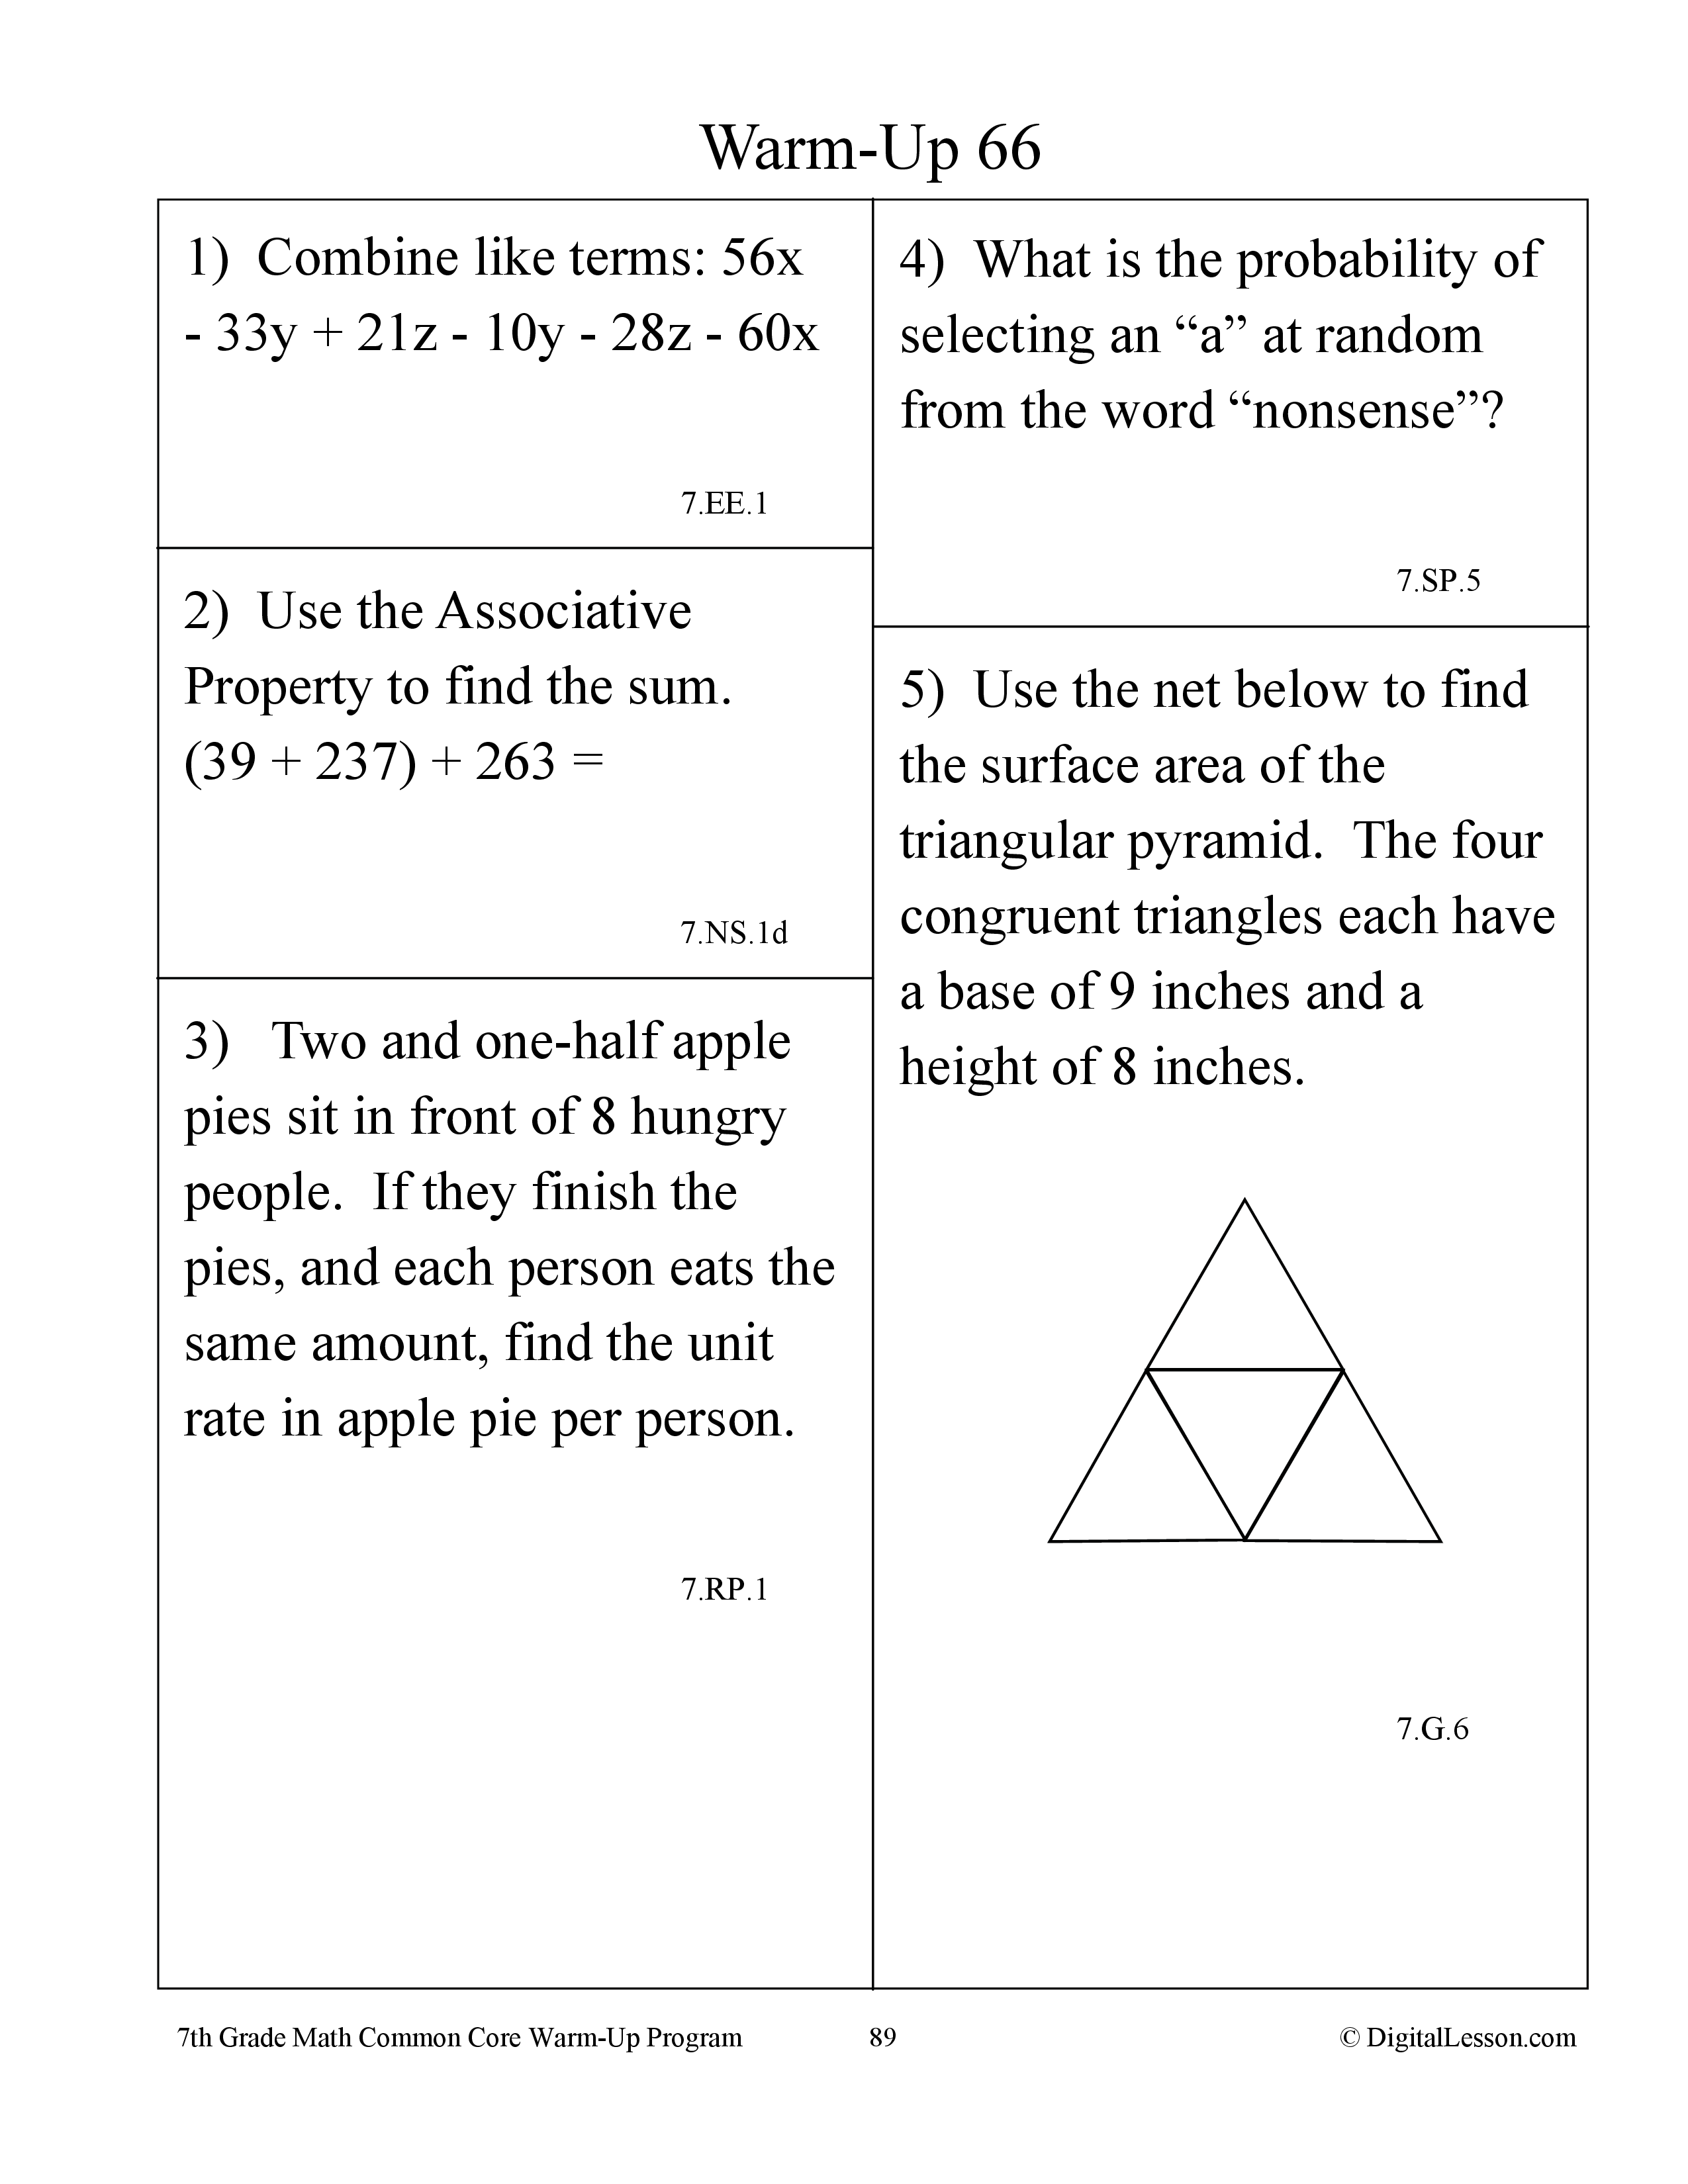 Warm-Up 66
1)  Combine like terms: 56x
- 33y + 21z - 10y - 28z - 60x
7.EE.1
2)  Use the Associative
Property to find the sum.
(39 + 237) + 263 =
7.NS.1d
3)   Two and one-half apple
pies sit in front of 8 hungry
people.  If they finish the
pies, and each person eats the
same amount, find the unit
rate in apple pie per person.
7.RP.1
4)  What is the probability of
selecting an “a” at random
from the word “nonsense”?
7.SP.5
5)  Use the net below to find
the surface area of the
triangular pyramid.  The four
congruent triangles each have
a base of 9 inches and a
height of 8 inches.
7.G.6
7th Grade Math Common Core Warm-Up Program 89 © DigitalLesson.com